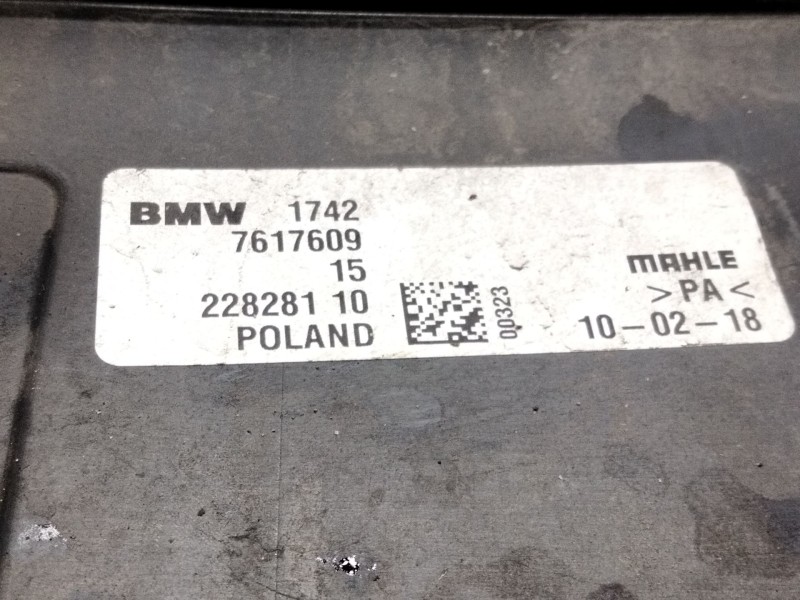 BMW 1742
7617609
15
228281 10
POLAND
00323
MAHLE
>PA<
10-02-18